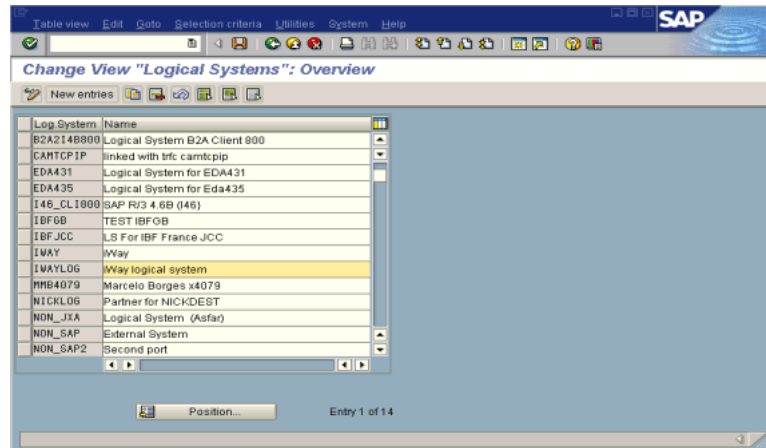 Table view Edit Goto Selection criteria Utilities System Help
SAP
Change View "Logical Systems": Overview
New entries
Log.System Name
B2A2I4B800 Logical System B2A Client 800
CAMTCPIP linked with trfc camtcpip
EDA431 Logical System for EDA431
EDA435 Logical System for Eda435
I46_CLI800 SAP R/3 4.6B (I46)
IBFGB TEST IBFGB
IBFJCC LS For IBF France JCC
IWAY iWay
IWAYLOG iWay logical system
MMB4079 Marcelo Borges x4079
NICKLOG Partner for NICKDEST
NON_JXA Logical System (Asfar)
NON_SAP External System
NON_SAP2 Second port
Position... Entry 1 of 14